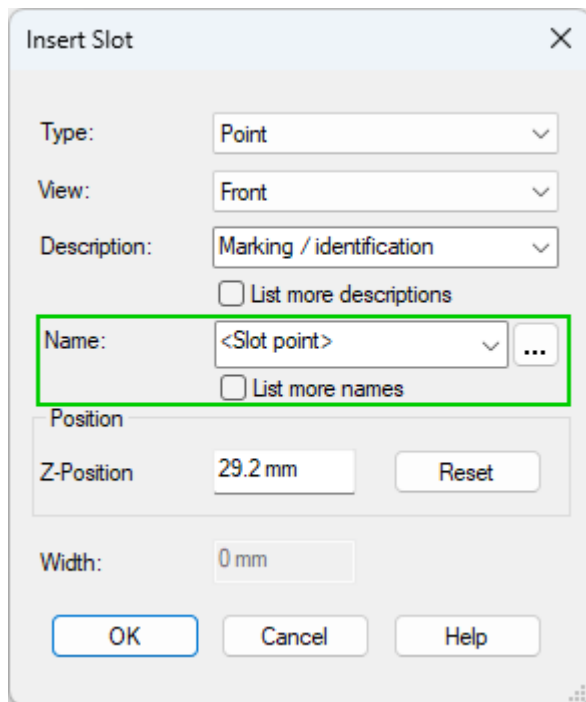 Insert Slot
Type: Point
View: Front
Description: Marking / identification
List more descriptions
Name: <Slot point> ...
List more names
Position
Z-Position 29.2 mm Reset
Width: 0 mm
OK Cancel Help